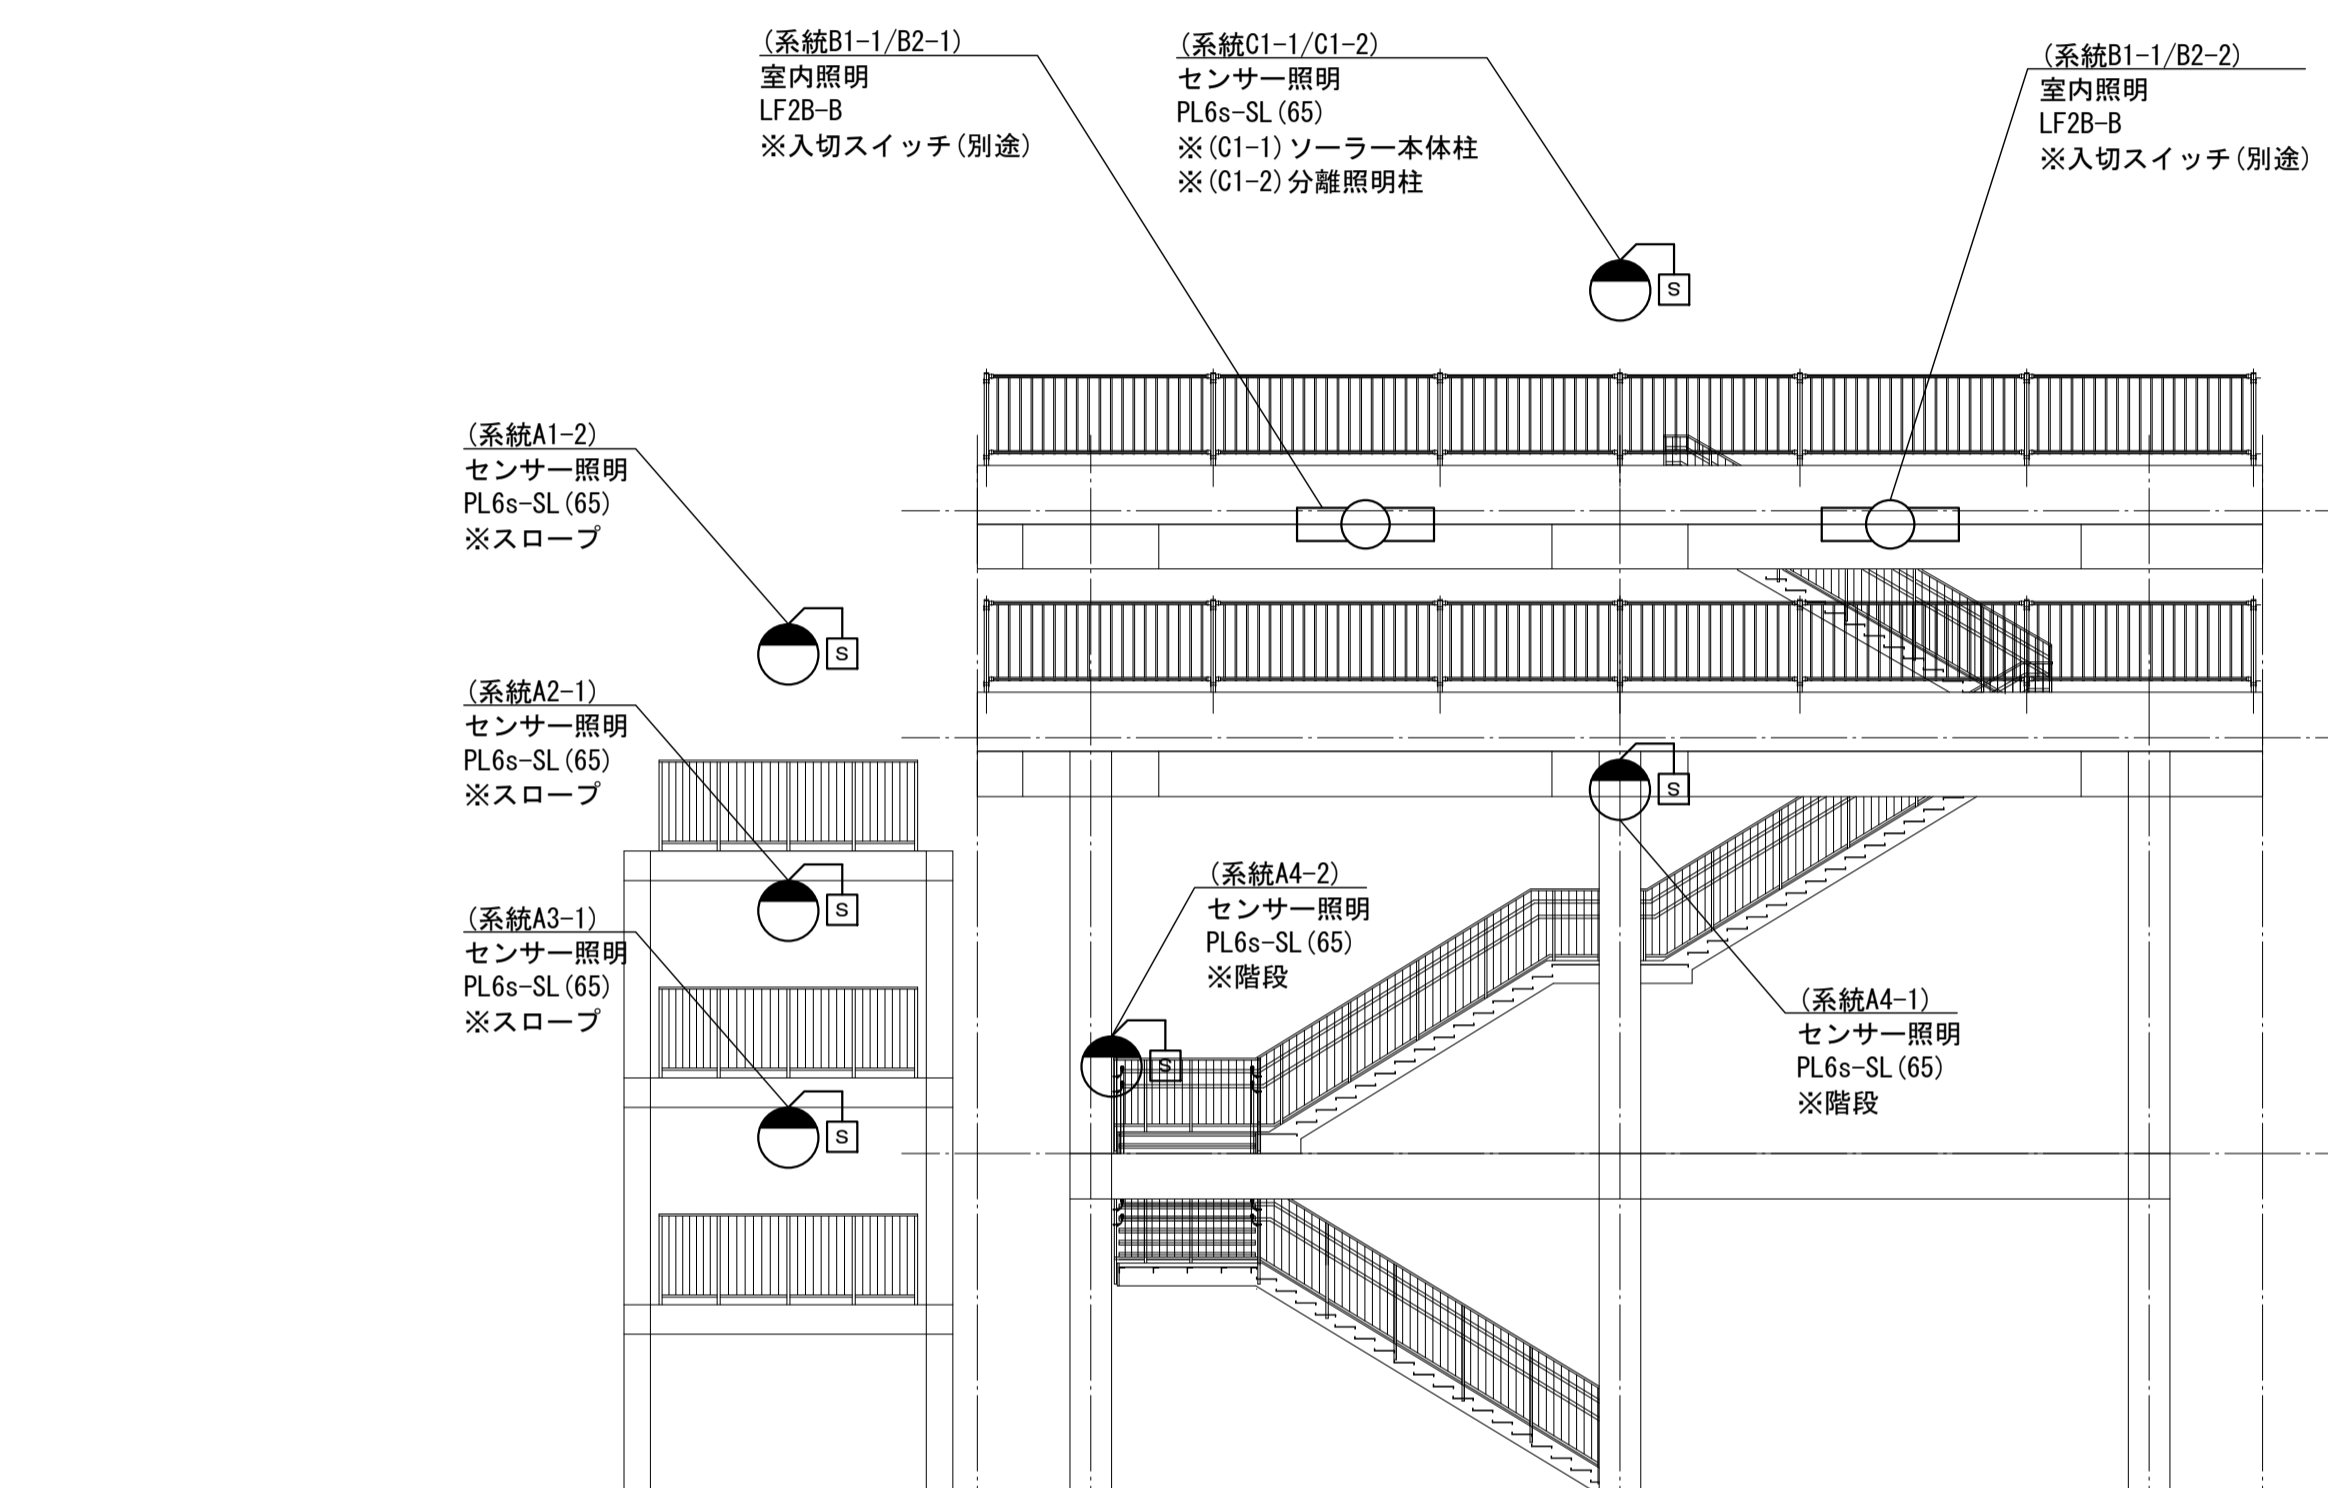 (系統B1-1/B2-1)
室内照明
LF2B-B
※入切スイッチ(別途)
(系統C1-1/C1-2)
センサー照明
PL6s-SL(65)
※(C1-1)ソーラー本体柱
※(C1-2)分離照明柱
(系統B1-1/B2-2)
室内照明
LF2B-B
※入切スイッチ(別途)
S
(系統A1-2)
センサー照明
PL6s-SL(65)
※スロープ
S
(系統A2-1)
センサー照明
PL6s-SL(65)
※スロープ
S
S
(系統A3-1)
センサー照明
PL6s-SL(65)
※スロープ
S
(系統A4-2)
センサー照明
PL6s-SL(65)
※階段
S
(系統A4-1)
センサー照明
PL6s-SL(65)
※階段